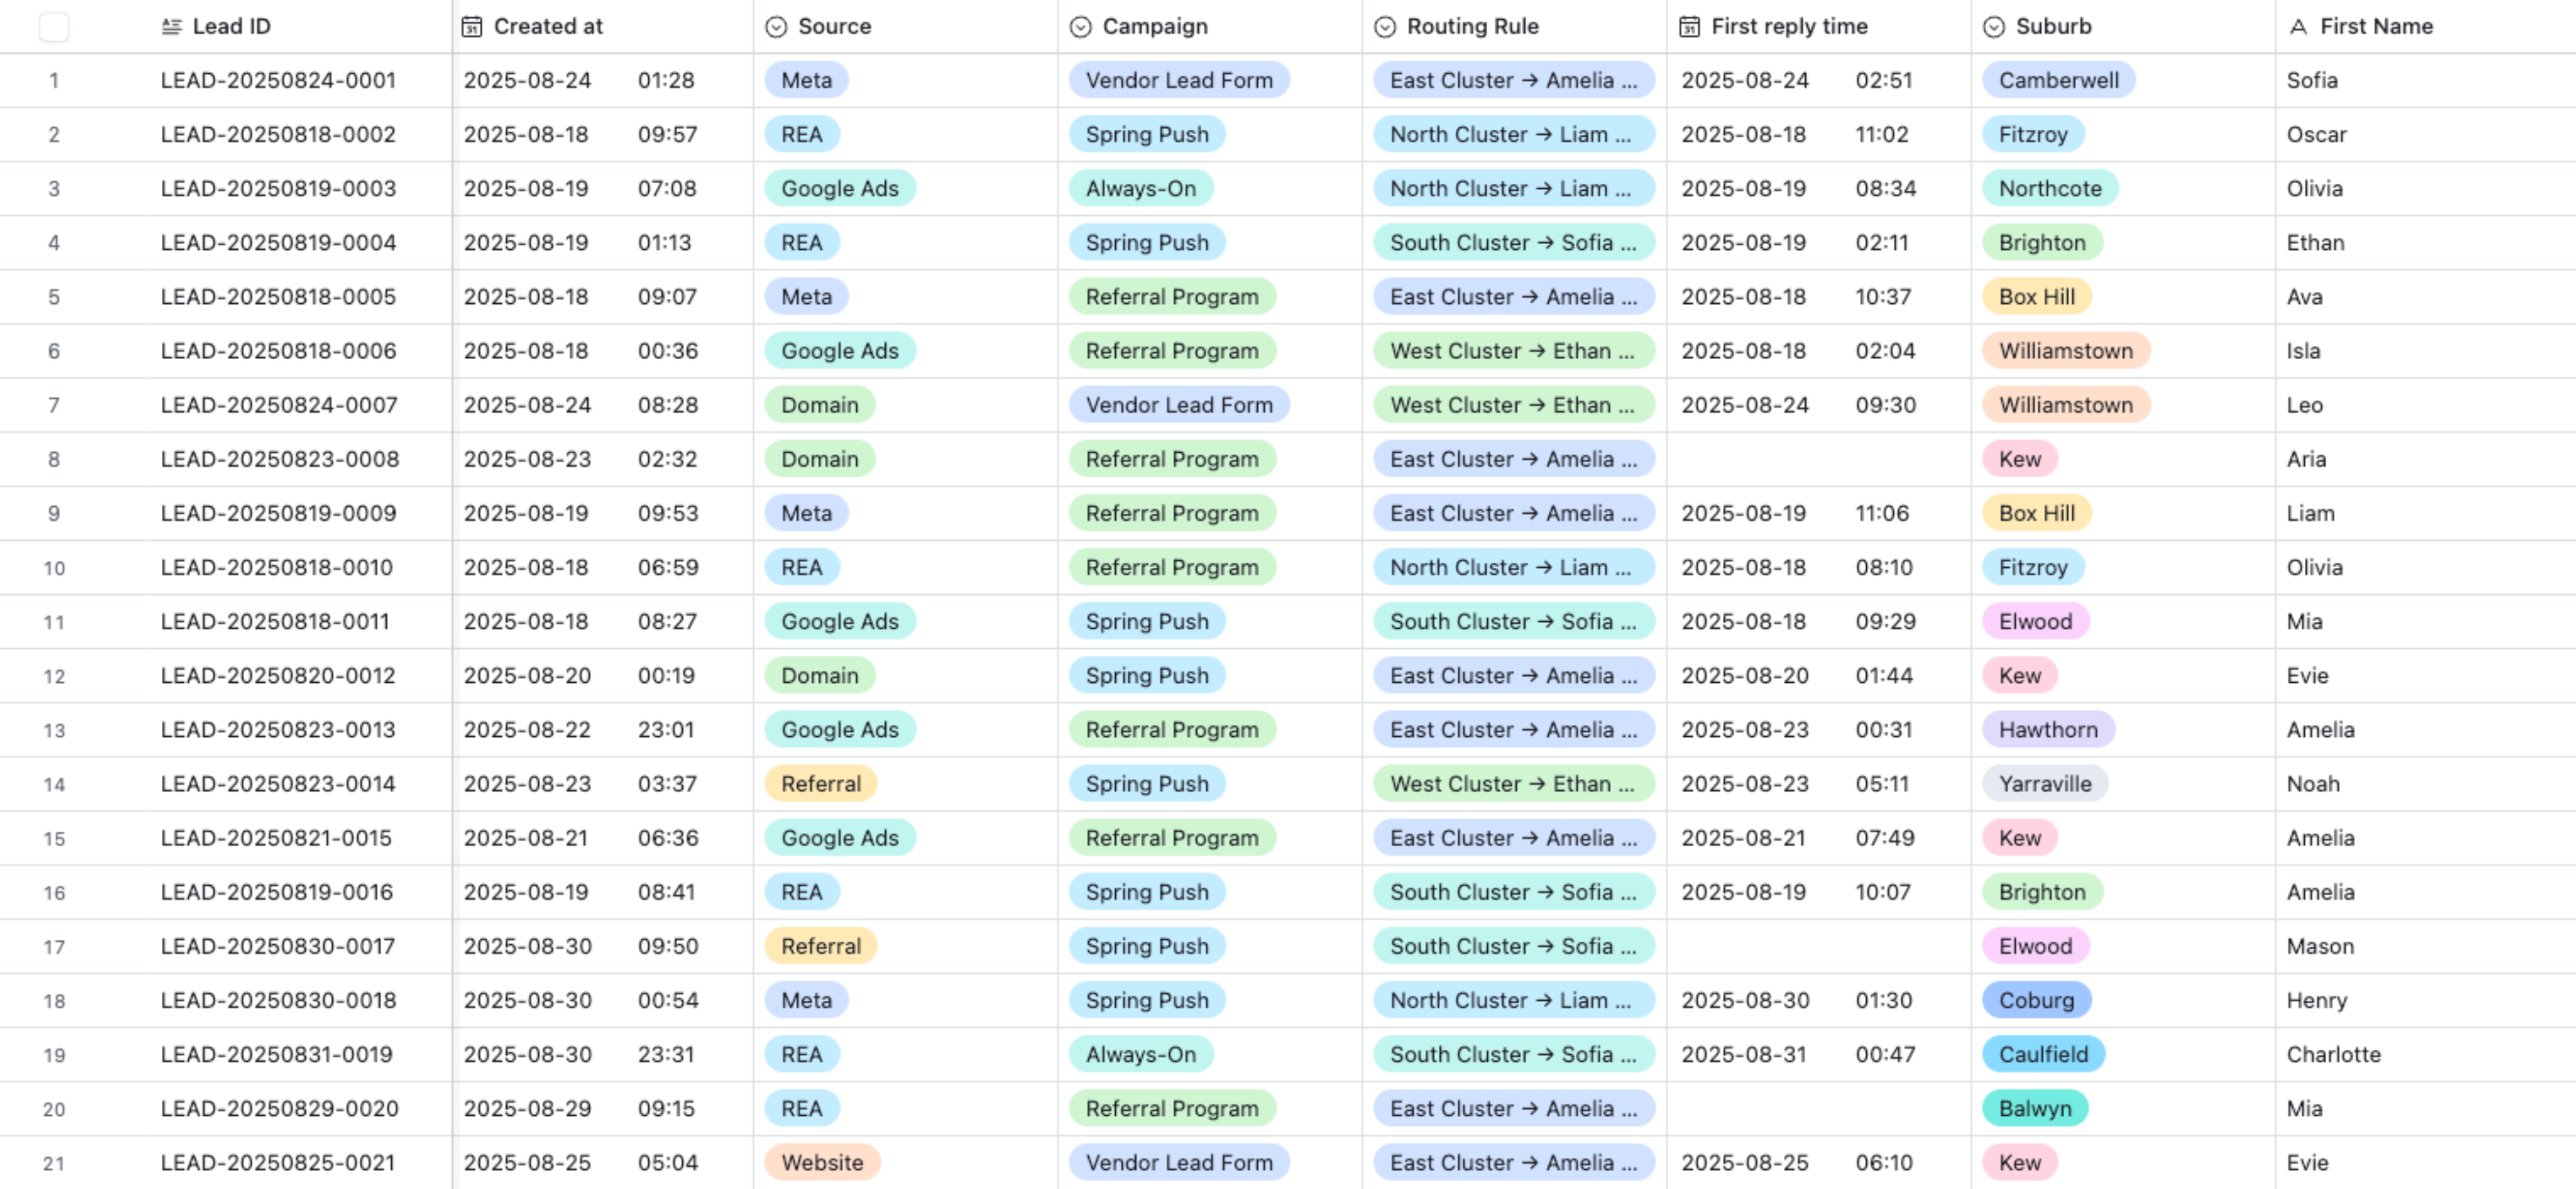 Lead ID Created at Source Campaign Routing Rule First reply time Suburb First Name
1 LEAD-20250824-0001 2025-08-24 01:28 Meta Vendor Lead Form East Cluster → Amelia ... 2025-08-24 02:51 Camberwell Sofia
2 LEAD-20250818-0002 2025-08-18 09:57 REA Spring Push North Cluster → Liam ... 2025-08-18 11:02 Fitzroy Oscar
3 LEAD-20250819-0003 2025-08-19 07:08 Google Ads Always-On North Cluster → Liam ... 2025-08-19 08:34 Northcote Olivia
4 LEAD-20250819-0004 2025-08-19 01:13 REA Spring Push South Cluster → Sofia ... 2025-08-19 02:11 Brighton Ethan
5 LEAD-20250818-0005 2025-08-18 09:07 Meta Referral Program East Cluster → Amelia ... 2025-08-18 10:37 Box Hill Ava
6 LEAD-20250818-0006 2025-08-18 00:36 Google Ads Referral Program West Cluster → Ethan ... 2025-08-18 02:04 Williamstown Isla
7 LEAD-20250824-0007 2025-08-24 08:28 Domain Vendor Lead Form West Cluster → Ethan ... 2025-08-24 09:30 Williamstown Leo
8 LEAD-20250823-0008 2025-08-23 02:32 Domain Referral Program East Cluster → Amelia ... Kew Aria
9 LEAD-20250819-0009 2025-08-19 09:53 Meta Referral Program East Cluster → Amelia ... 2025-08-19 11:06 Box Hill Liam
10 LEAD-20250818-0010 2025-08-18 06:59 REA Referral Program North Cluster → Liam ... 2025-08-18 08:10 Fitzroy Olivia
11 LEAD-20250818-0011 2025-08-18 08:27 Google Ads Spring Push South Cluster → Sofia ... 2025-08-18 09:29 Elwood Mia
12 LEAD-20250820-0012 2025-08-20 00:19 Domain Spring Push East Cluster → Amelia ... 2025-08-20 01:44 Kew Evie
13 LEAD-20250823-0013 2025-08-22 23:01 Google Ads Referral Program East Cluster → Amelia ... 2025-08-23 00:31 Hawthorn Amelia
14 LEAD-20250823-0014 2025-08-23 03:37 Referral Spring Push West Cluster → Ethan ... 2025-08-23 05:11 Yarraville Noah
15 LEAD-20250821-0015 2025-08-21 06:36 Google Ads Referral Program East Cluster → Amelia ... 2025-08-21 07:49 Kew Amelia
16 LEAD-20250819-0016 2025-08-19 08:41 REA Spring Push South Cluster → Sofia ... 2025-08-19 10:07 Brighton Amelia
17 LEAD-20250830-0017 2025-08-30 09:50 Referral Spring Push South Cluster → Sofia ... Elwood Mason
18 LEAD-20250830-0018 2025-08-30 00:54 Meta Spring Push North Cluster → Liam ... 2025-08-30 01:30 Coburg Henry
19 LEAD-20250831-0019 2025-08-30 23:31 REA Always-On South Cluster → Sofia ... 2025-08-31 00:47 Caulfield Charlotte
20 LEAD-20250829-0020 2025-08-29 09:15 REA Referral Program East Cluster → Amelia ... Balwyn Mia
21 LEAD-20250825-0021 2025-08-25 05:04 Website Vendor Lead Form East Cluster → Amelia ... 2025-08-25 06:10 Kew Evie